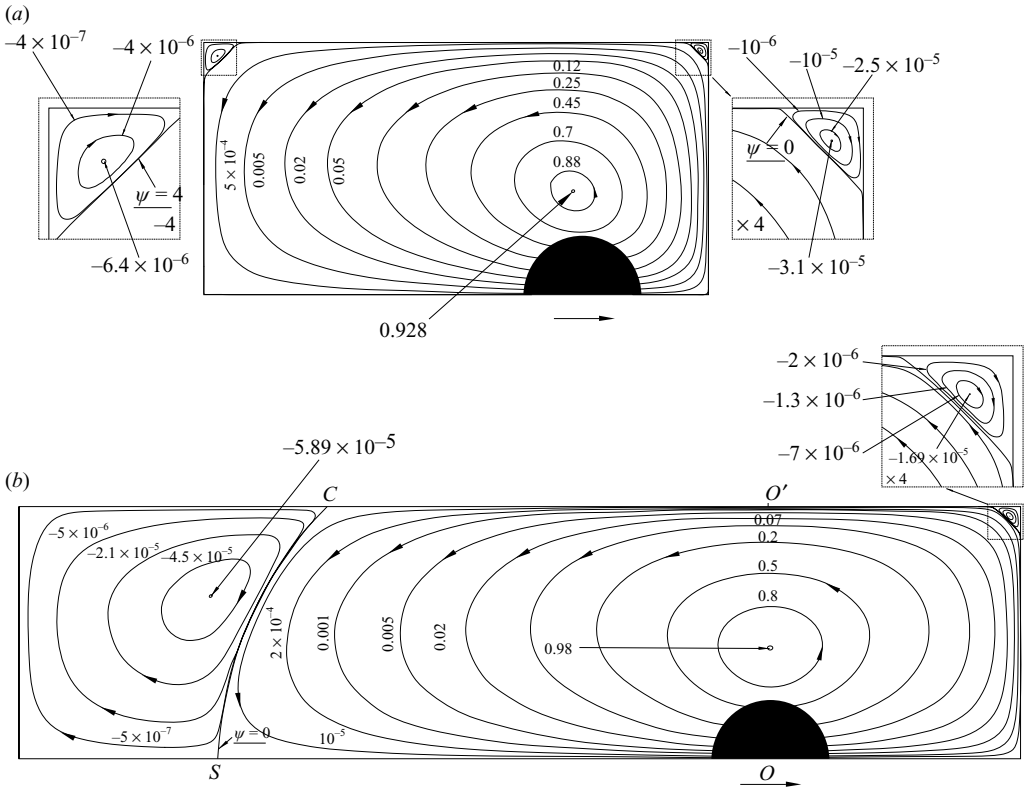 (a)
–4 × 10–7
–4 × 10–6
ψ = 4
–4
–6.4 × 10–6
5 × 10–4
0.005
0.02
0.05
0.12
0.25
0.45
0.7
0.88
0.928
–10–6
–10–5
–2.5 × 10–5
ψ = 0
× 4
–3.1 × 10–5
–2 × 10–6
–1.3 × 10–6
–7 × 10–6
–1.69 × 10–5
× 4
–5.89 × 10–5
(b)
C
O′
–5 × 10–6
–2.1 × 10–5
–4.5 × 10–5
–5 × 10–7
ψ = 0
2 × 10–4
10–5
0.001
0.005
0.02
0.07
0.2
0.5
0.8
0.98
S
O